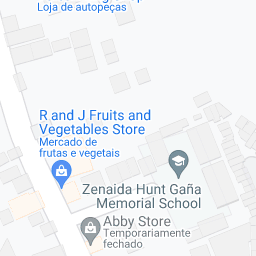 Loja de autopeças
R and J Fruits and
Vegetables Store
Mercado de
frutas e vegetais
Zenaida Hunt Gaña
Memorial School
Abby Store
Temporariamente
fechado